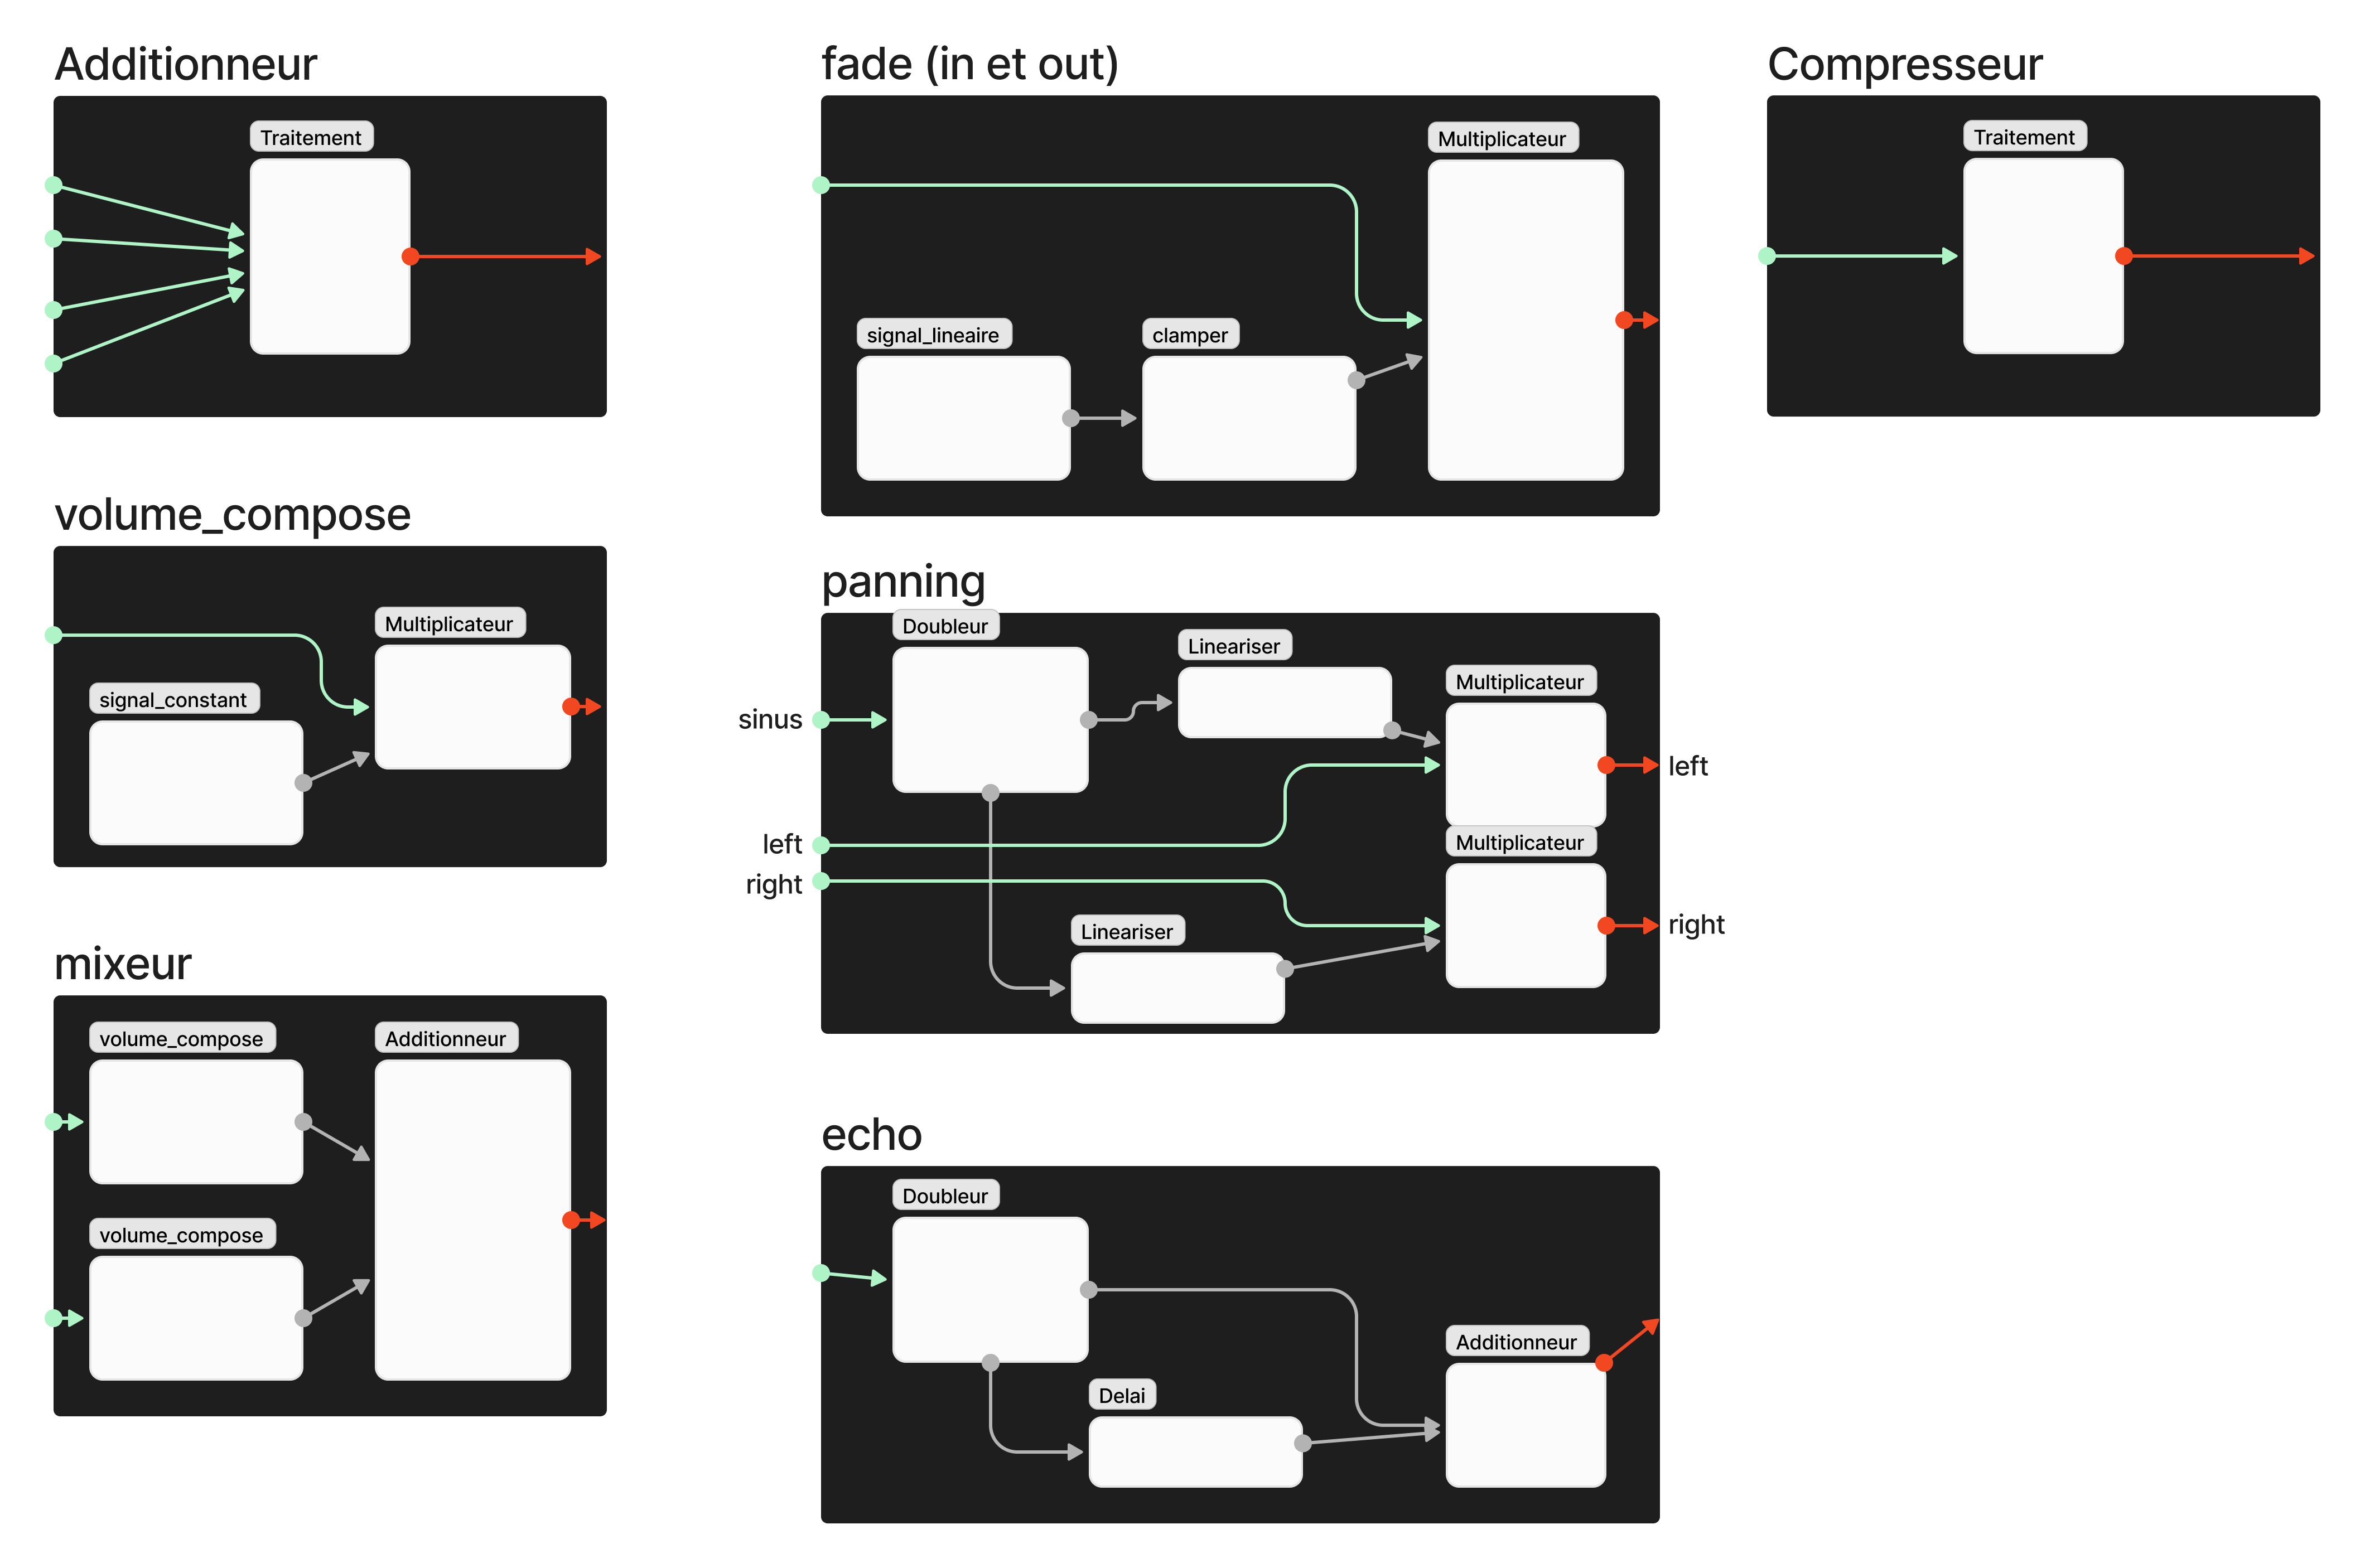 Additionneur
Traitement
volume_compose
Multiplicateur
signal_constant
mixeur
volume_compose
Additionneur
volume_compose
fade (in et out)
Multiplicateur
signal_lineaire
clamper
panning
Doubleur
Lineariser
Multiplicateur
sinus
left
left
Multiplicateur
right
right
Lineariser
echo
Doubleur
Additionneur
Delai
Compresseur
Traitement